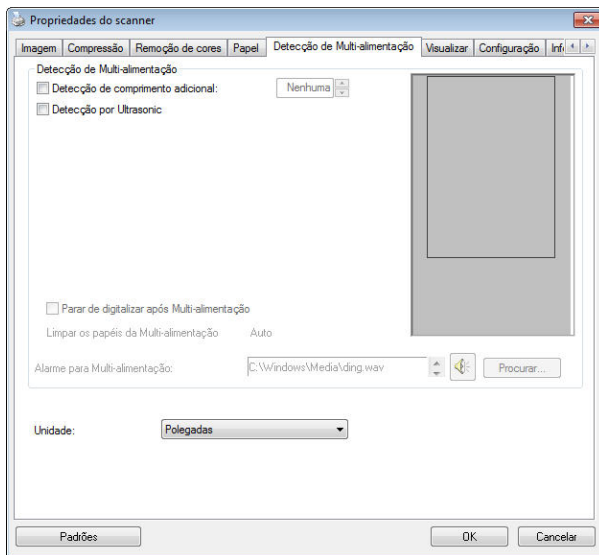 Propriedades do scanner
Imagem Compressão Remoção de cores Papel Detecção de Multi-alimentação Visualizar Configuração
Detecção de Multi-alimentação
Detecção de comprimento adicional: Nenhuma
Detecção por Ultrasonic
Parar de digitalizar após Multi-alimentação
Limpar os papéis da Multi-alimentação Auto
Alarme para Multi-alimentação: C:\Windows\Media\ding.wav Procurar...
Unidade: Polegadas
Padrões OK Cancelar